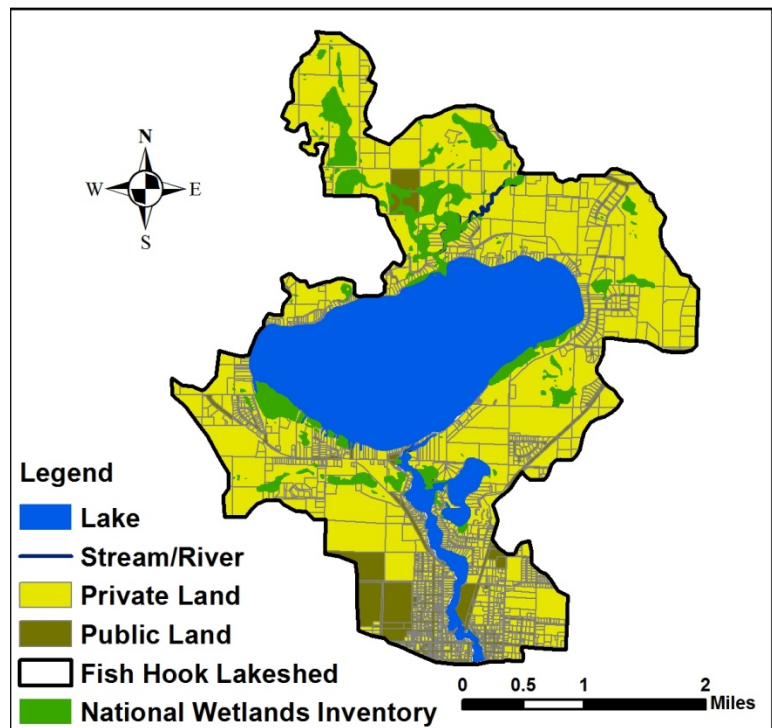 N
W E
S
Legend
Lake
Stream/River
Private Land
Public Land
Fish Hook Lakeshed
National Wetlands Inventory
0 0.5 1 2
Miles